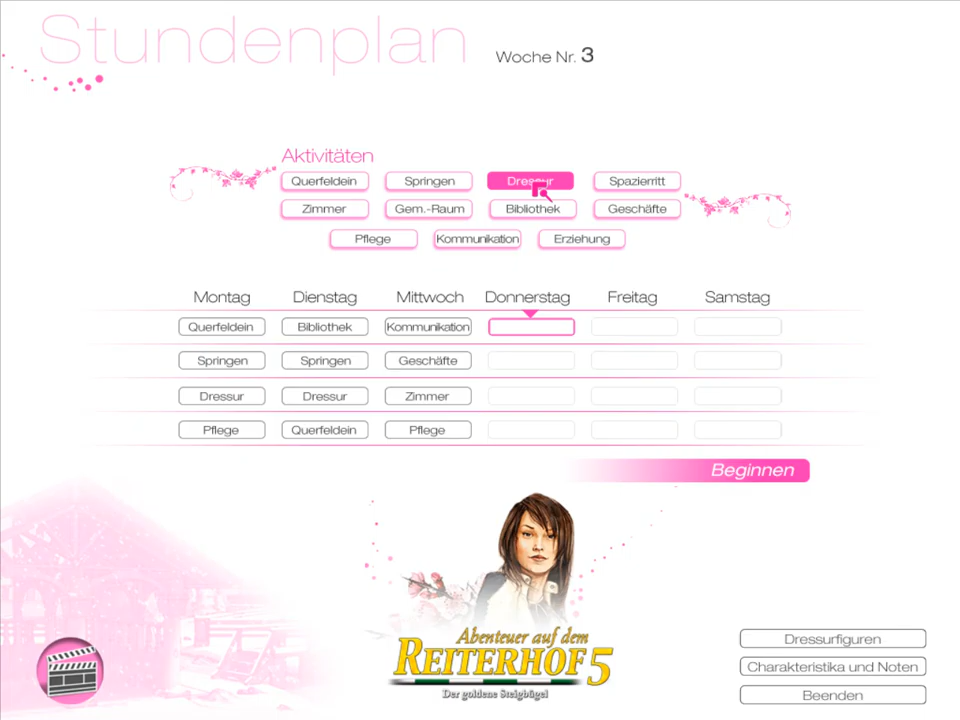 Stundenplan
Woche Nr. 3
Aktivitäten
Querfeldein Springen Dressur Spazierritt
Zimmer Gem.-Raum Bibliothek Geschäfte
Pflege Kommunikation Erziehung
Montag Dienstag Mittwoch Donnerstag Freitag Samstag
Querfeldein Bibliothek Kommunikation
Springen Springen Geschäfte
Dressur Dressur Zimmer
Pflege Querfeldein Pflege
Beginnen
Abenteuer auf dem
REITERHOF 5
Der goldene Steigbügel
Dressurfiguren
Charakteristika und Noten
Beenden